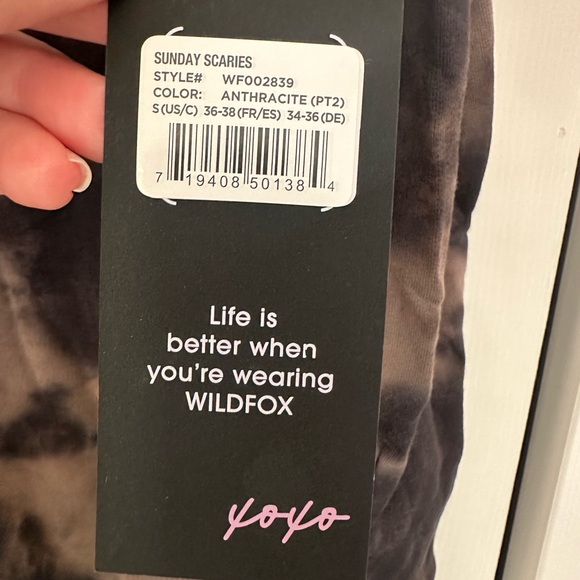 SUNDAY SCARIES
STYLE# WF002839
COLOR: ANTHRACITE (PT2)
S(US/C) 36-38(FR/ES) 34-36(DE)
7 19408 50138 4
Life is
better when
you're wearing
WILDFOX
xoxo